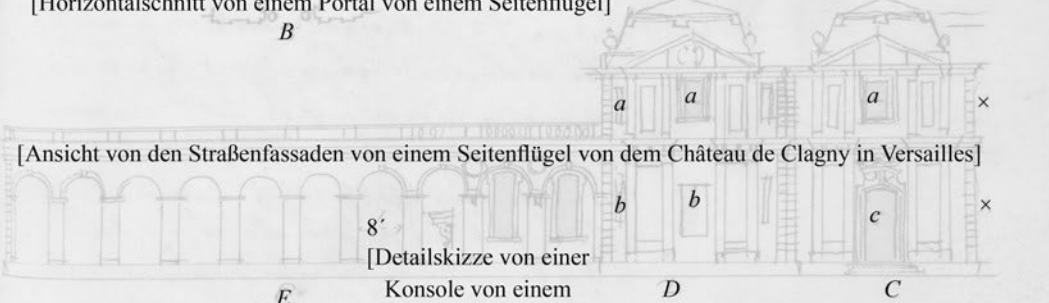 [Horizontalschnitt von einem Portal von einem Seitenflügel]
B
a a a ×
[Ansicht von den Straßenfassaden von einem Seitenflügel von dem Château de Clagny in Versailles]
b b c ×
8´
[Detailskizze von einer
Konsole von einem
E D C